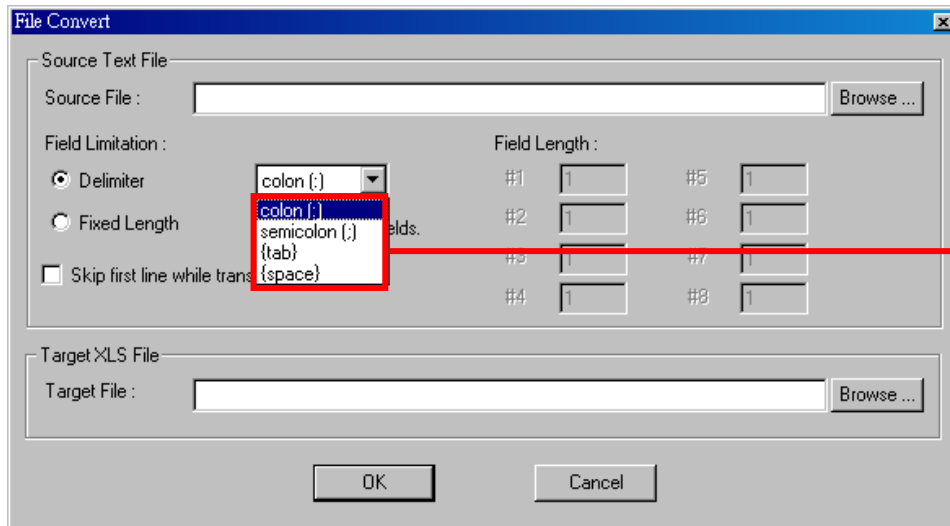 File Convert
Source Text File
Source File :
Browse ...
Field Limitation :
Field Length :
Delimiter
colon (:)
#1 1
#5 1
colon (:)
semicolon (;)
{tab}
{space}
Fixed Length
elds.
#2 1
#6 1
#3 1
#7 1
Skip first line while trans
#4 1
#8 1
Target XLS File
Target File :
Browse ...
OK
Cancel